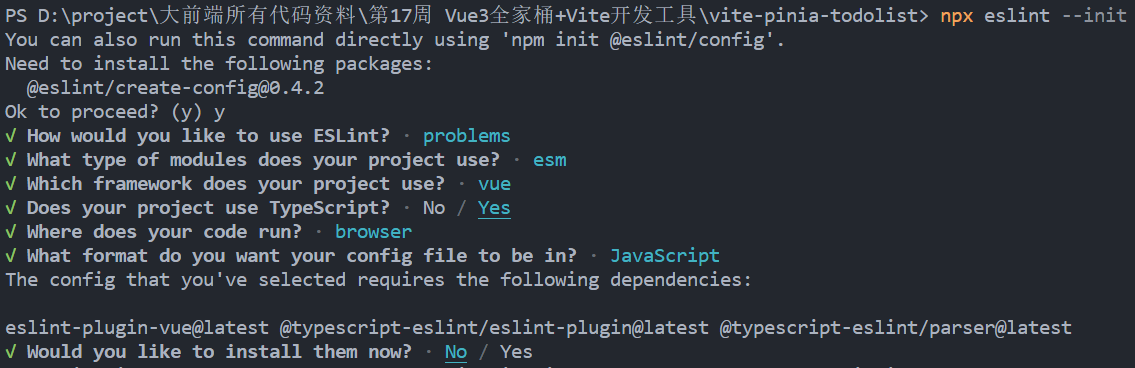 PS D:\project\大前端所有代码资料\第17周 Vue3全家桶+Vite开发工具\vite-pinia-todolist> npx eslint --init
You can also run this command directly using 'npm init @eslint/config'.
Need to install the following packages:
  @eslint/create-config@0.4.2
Ok to proceed? (y) y
√ How would you like to use ESLint? · problems
√ What type of modules does your project use? · esm
√ Which framework does your project use? · vue
√ Does your project use TypeScript? · No / Yes
√ Where does your code run? · browser
√ What format do you want your config file to be in? · JavaScript
The config that you've selected requires the following dependencies:

eslint-plugin-vue@latest @typescript-eslint/eslint-plugin@latest @typescript-eslint/parser@latest
√ Would you like to install them now? · No / Yes